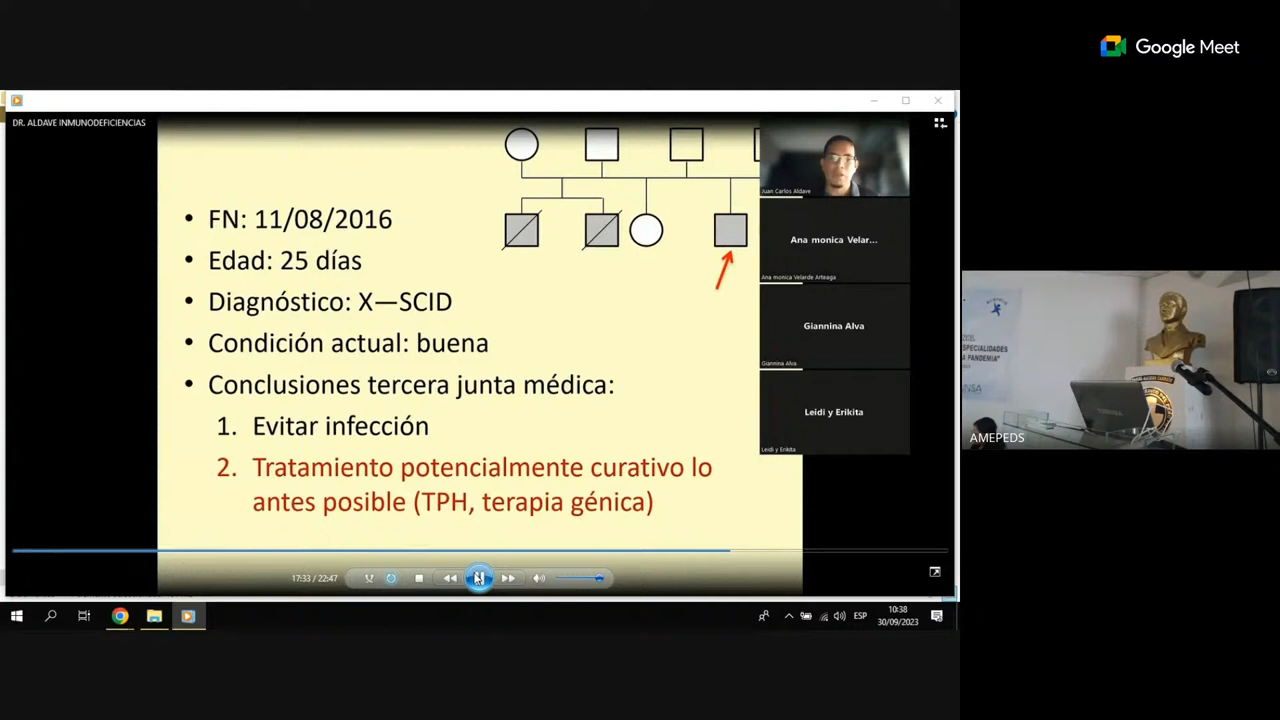 Google Meet
DR. ALDAVE INMUNODEFICIENCIAS
• FN: 11/08/2016
• Edad: 25 días
• Diagnóstico: X—SCID
• Condición actual: buena
• Conclusiones tercera junta médica:
1. Evitar infección
2. Tratamiento potencialmente curativo lo
antes posible (TPH, terapia génica)
Juan Carlos Aldave
Ana monica Velar...
Ana monica Velarde Arteaga
Giannina Alva
Giannina Alva
Leidi y Erikita
Leidi y Erikita
ESPECIALIDADES
PANDEMIA"
TOSHIBA
AMEPEDS
17:33 / 22:47
ESP
10:38
30/09/2023